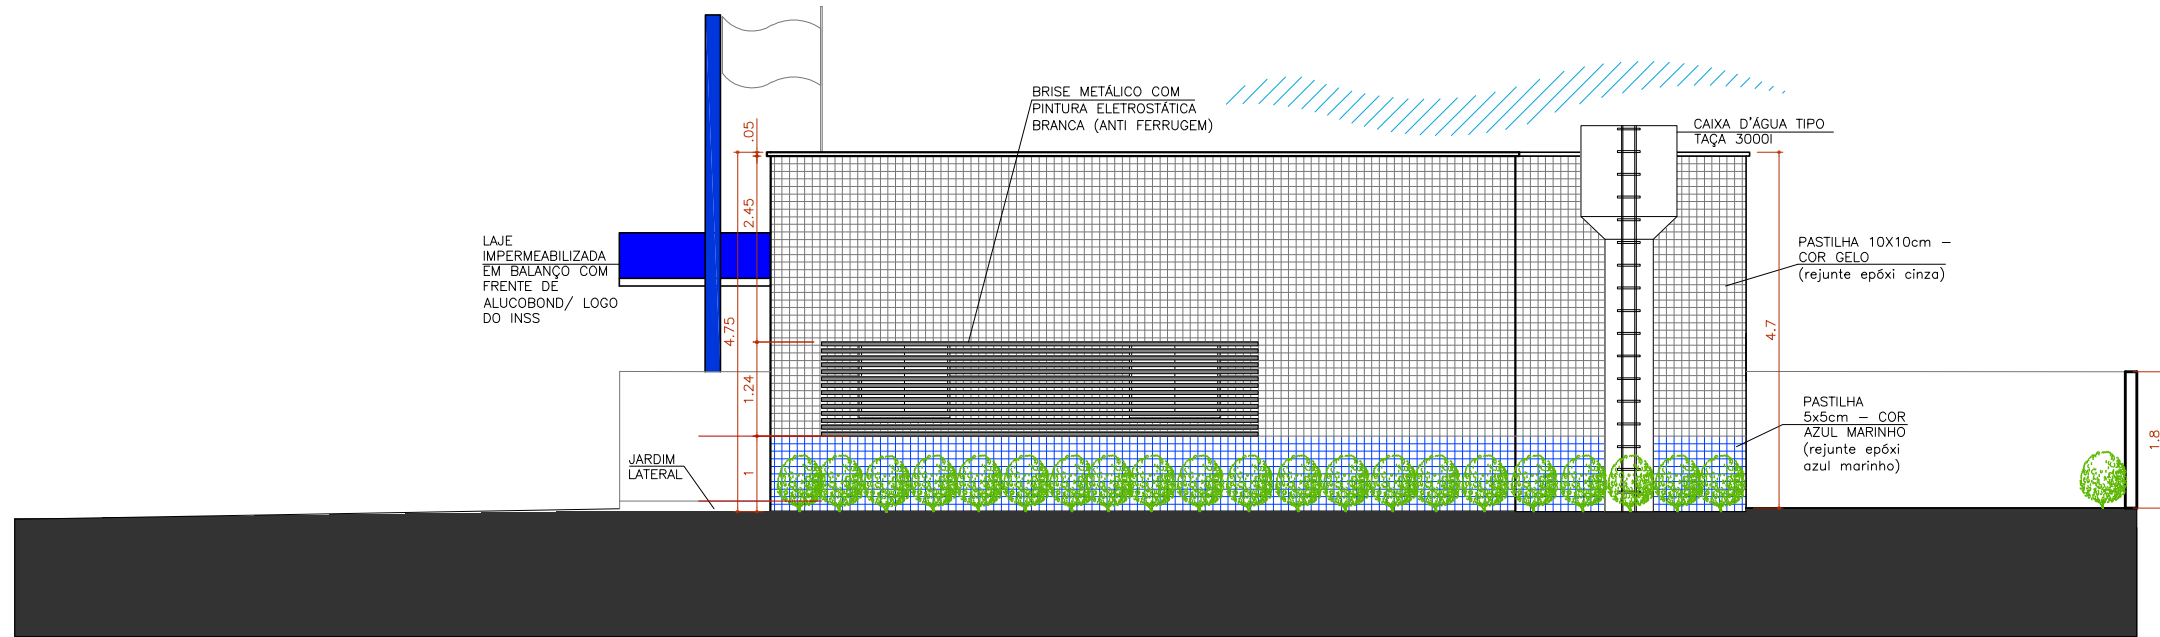 BRISE METÁLICO COM
PINTURA ELETROSTÁTICA
BRANCA (ANTI FERRUGEM)
CAIXA D'ÁGUA TIPO
TAÇA 3000l
.05
2.45
4.75
1.24
1
LAJE
IMPERMEABILIZADA
EM BALANÇO COM
FRENTE DE
ALUCOBOND/ LOGO
DO INSS
JARDIM
LATERAL
4.7
PASTILHA 10X10cm –
COR GELO
(rejunte epóxi cinza)
PASTILHA
5x5cm – COR
AZUL MARINHO
(rejunte epóxi
azul marinho)
1.8